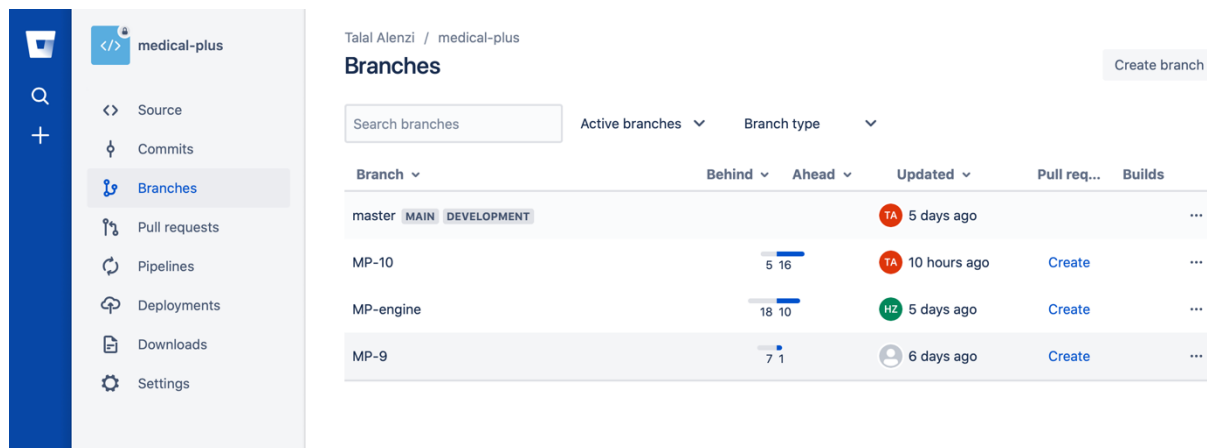 </> medical-plus
Source
Commits
Branches
Pull requests
Pipelines
Deployments
Downloads
Settings
Talal Alenzi / medical-plus
Branches
Create branch
Search branches Active branches Branch type
Branch Behind Ahead Updated Pull req... Builds
master MAIN DEVELOPMENT TA 5 days ago
MP-10 5 16 TA 10 hours ago Create
MP-engine 18 10 HZ 5 days ago Create
MP-9 7 1 6 days ago Create